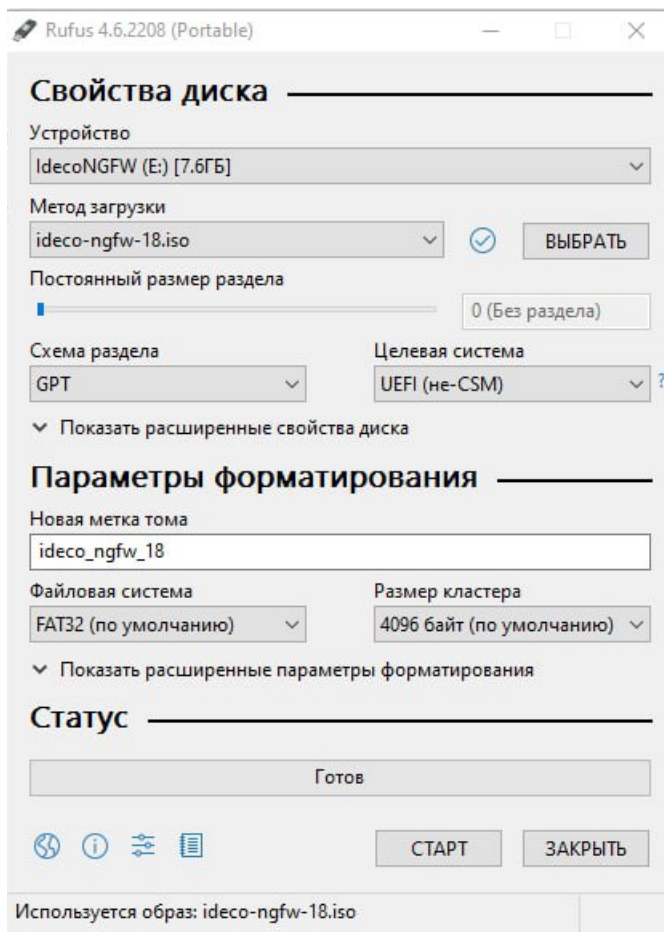 Rufus 4.6.2208 (Portable)
Свойства диска
Устройство
IdecoNGFW (E:) [7.6ГБ]
Метод загрузки
ideco-ngfw-18.iso
ВЫБРАТЬ
Постоянный размер раздела
0 (Без раздела)
Схема раздела
Целевая система
GPT
UEFI (не-CSM)
?
Показать расширенные свойства диска
Параметры форматирования
Новая метка тома
ideco_ngfw_18
Файловая система
Размер кластера
FAT32 (по умолчанию)
4096 байт (по умолчанию)
Показать расширенные параметры форматирования
Статус
Готов
СТАРТ
ЗАКРЫТЬ
Используется образ: ideco-ngfw-18.iso